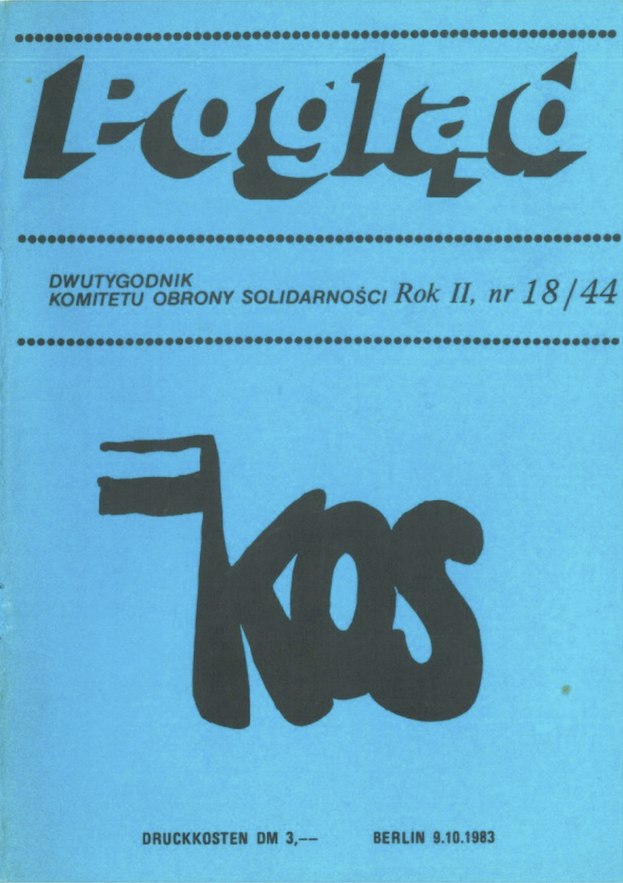 Pogląd
DWUTYGODNIK
KOMITETU OBRONY SOLIDARNOŚCI Rok II, nr 18/44
KOS
DRUCKKOSTEN DM 3,—— BERLIN 9.10.1983